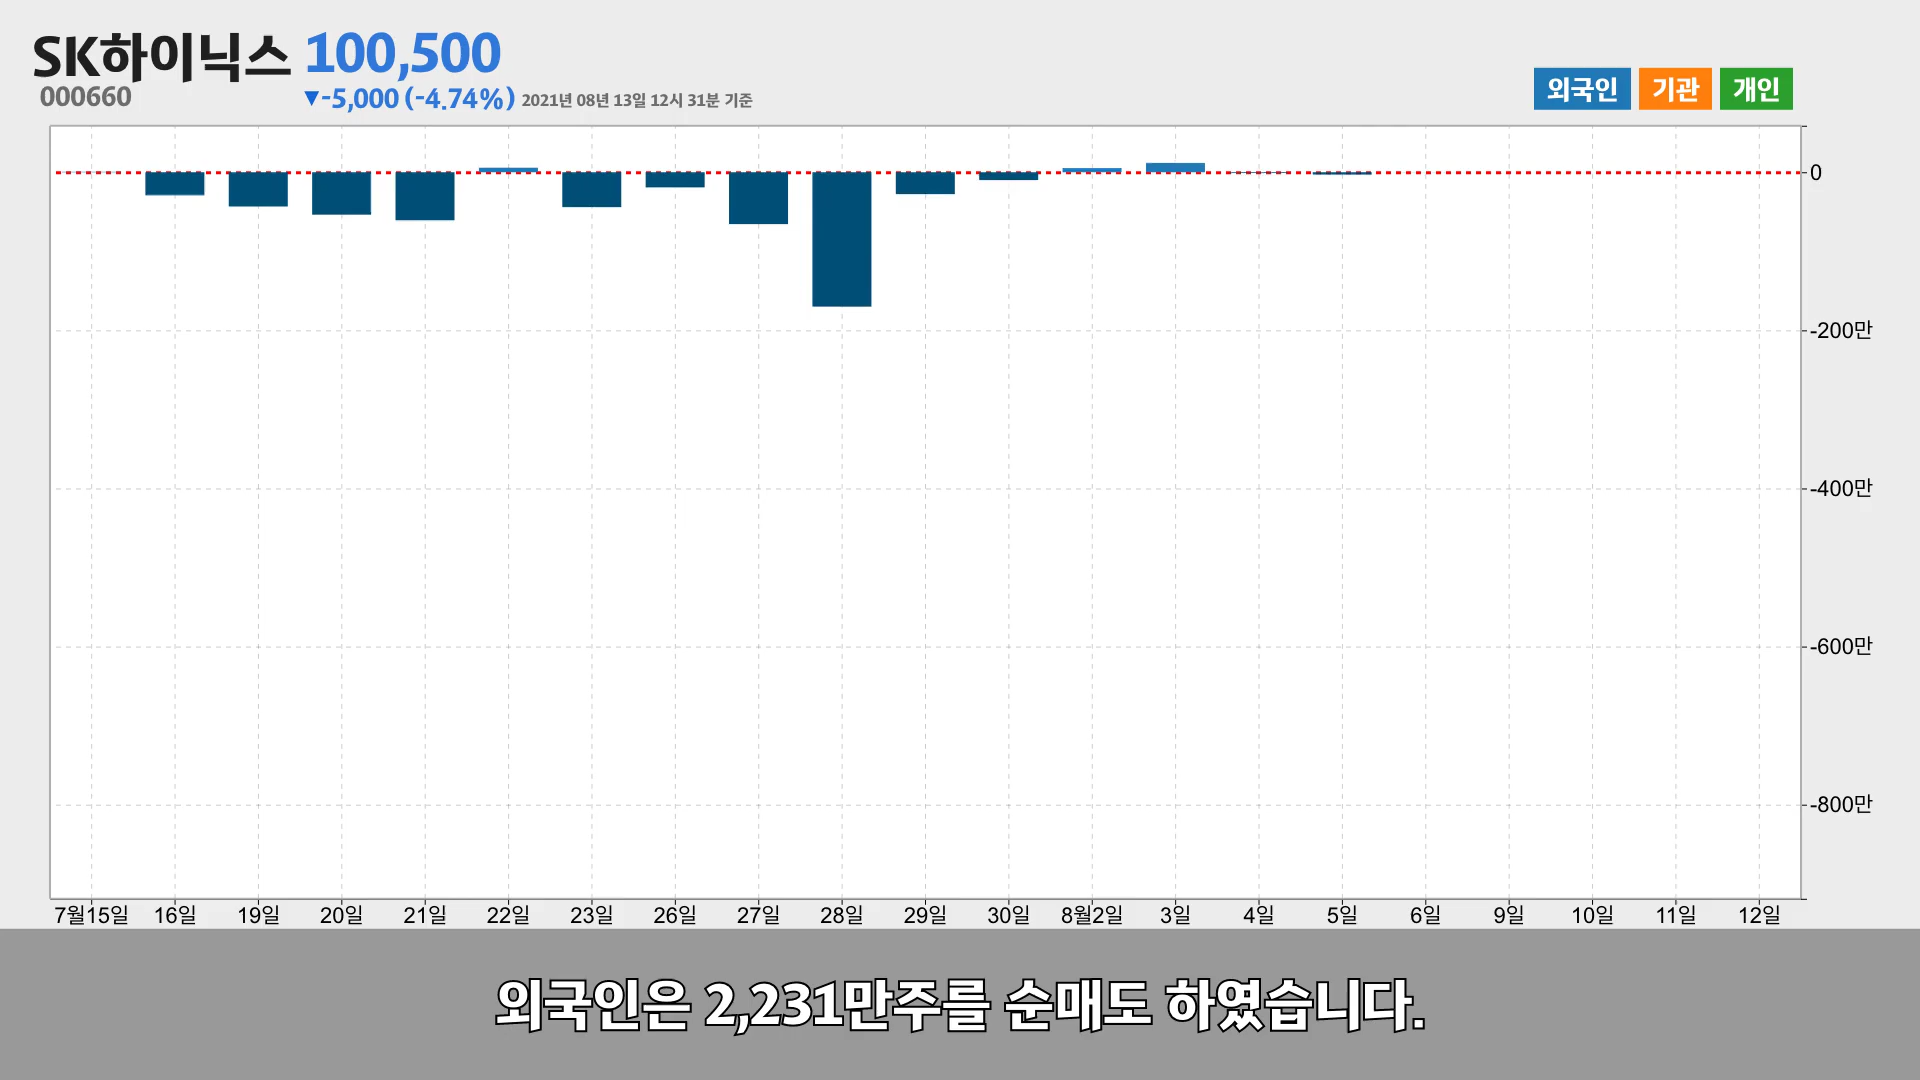 SK하이닉스 100,500
000660 ▼-5,000 (-4.74%) 2021년 08년 13일 12시 31분 기준
외국인 기관 개인
0
-200만
-400만
-600만
-800만
7월15일 16일 19일 20일 21일 22일 23일 26일 27일 28일 29일 30일 8월2일 3일 4일 5일 6일 9일 10일 11일 12일
외국인은 2,231만주를 순매도 하였습니다.